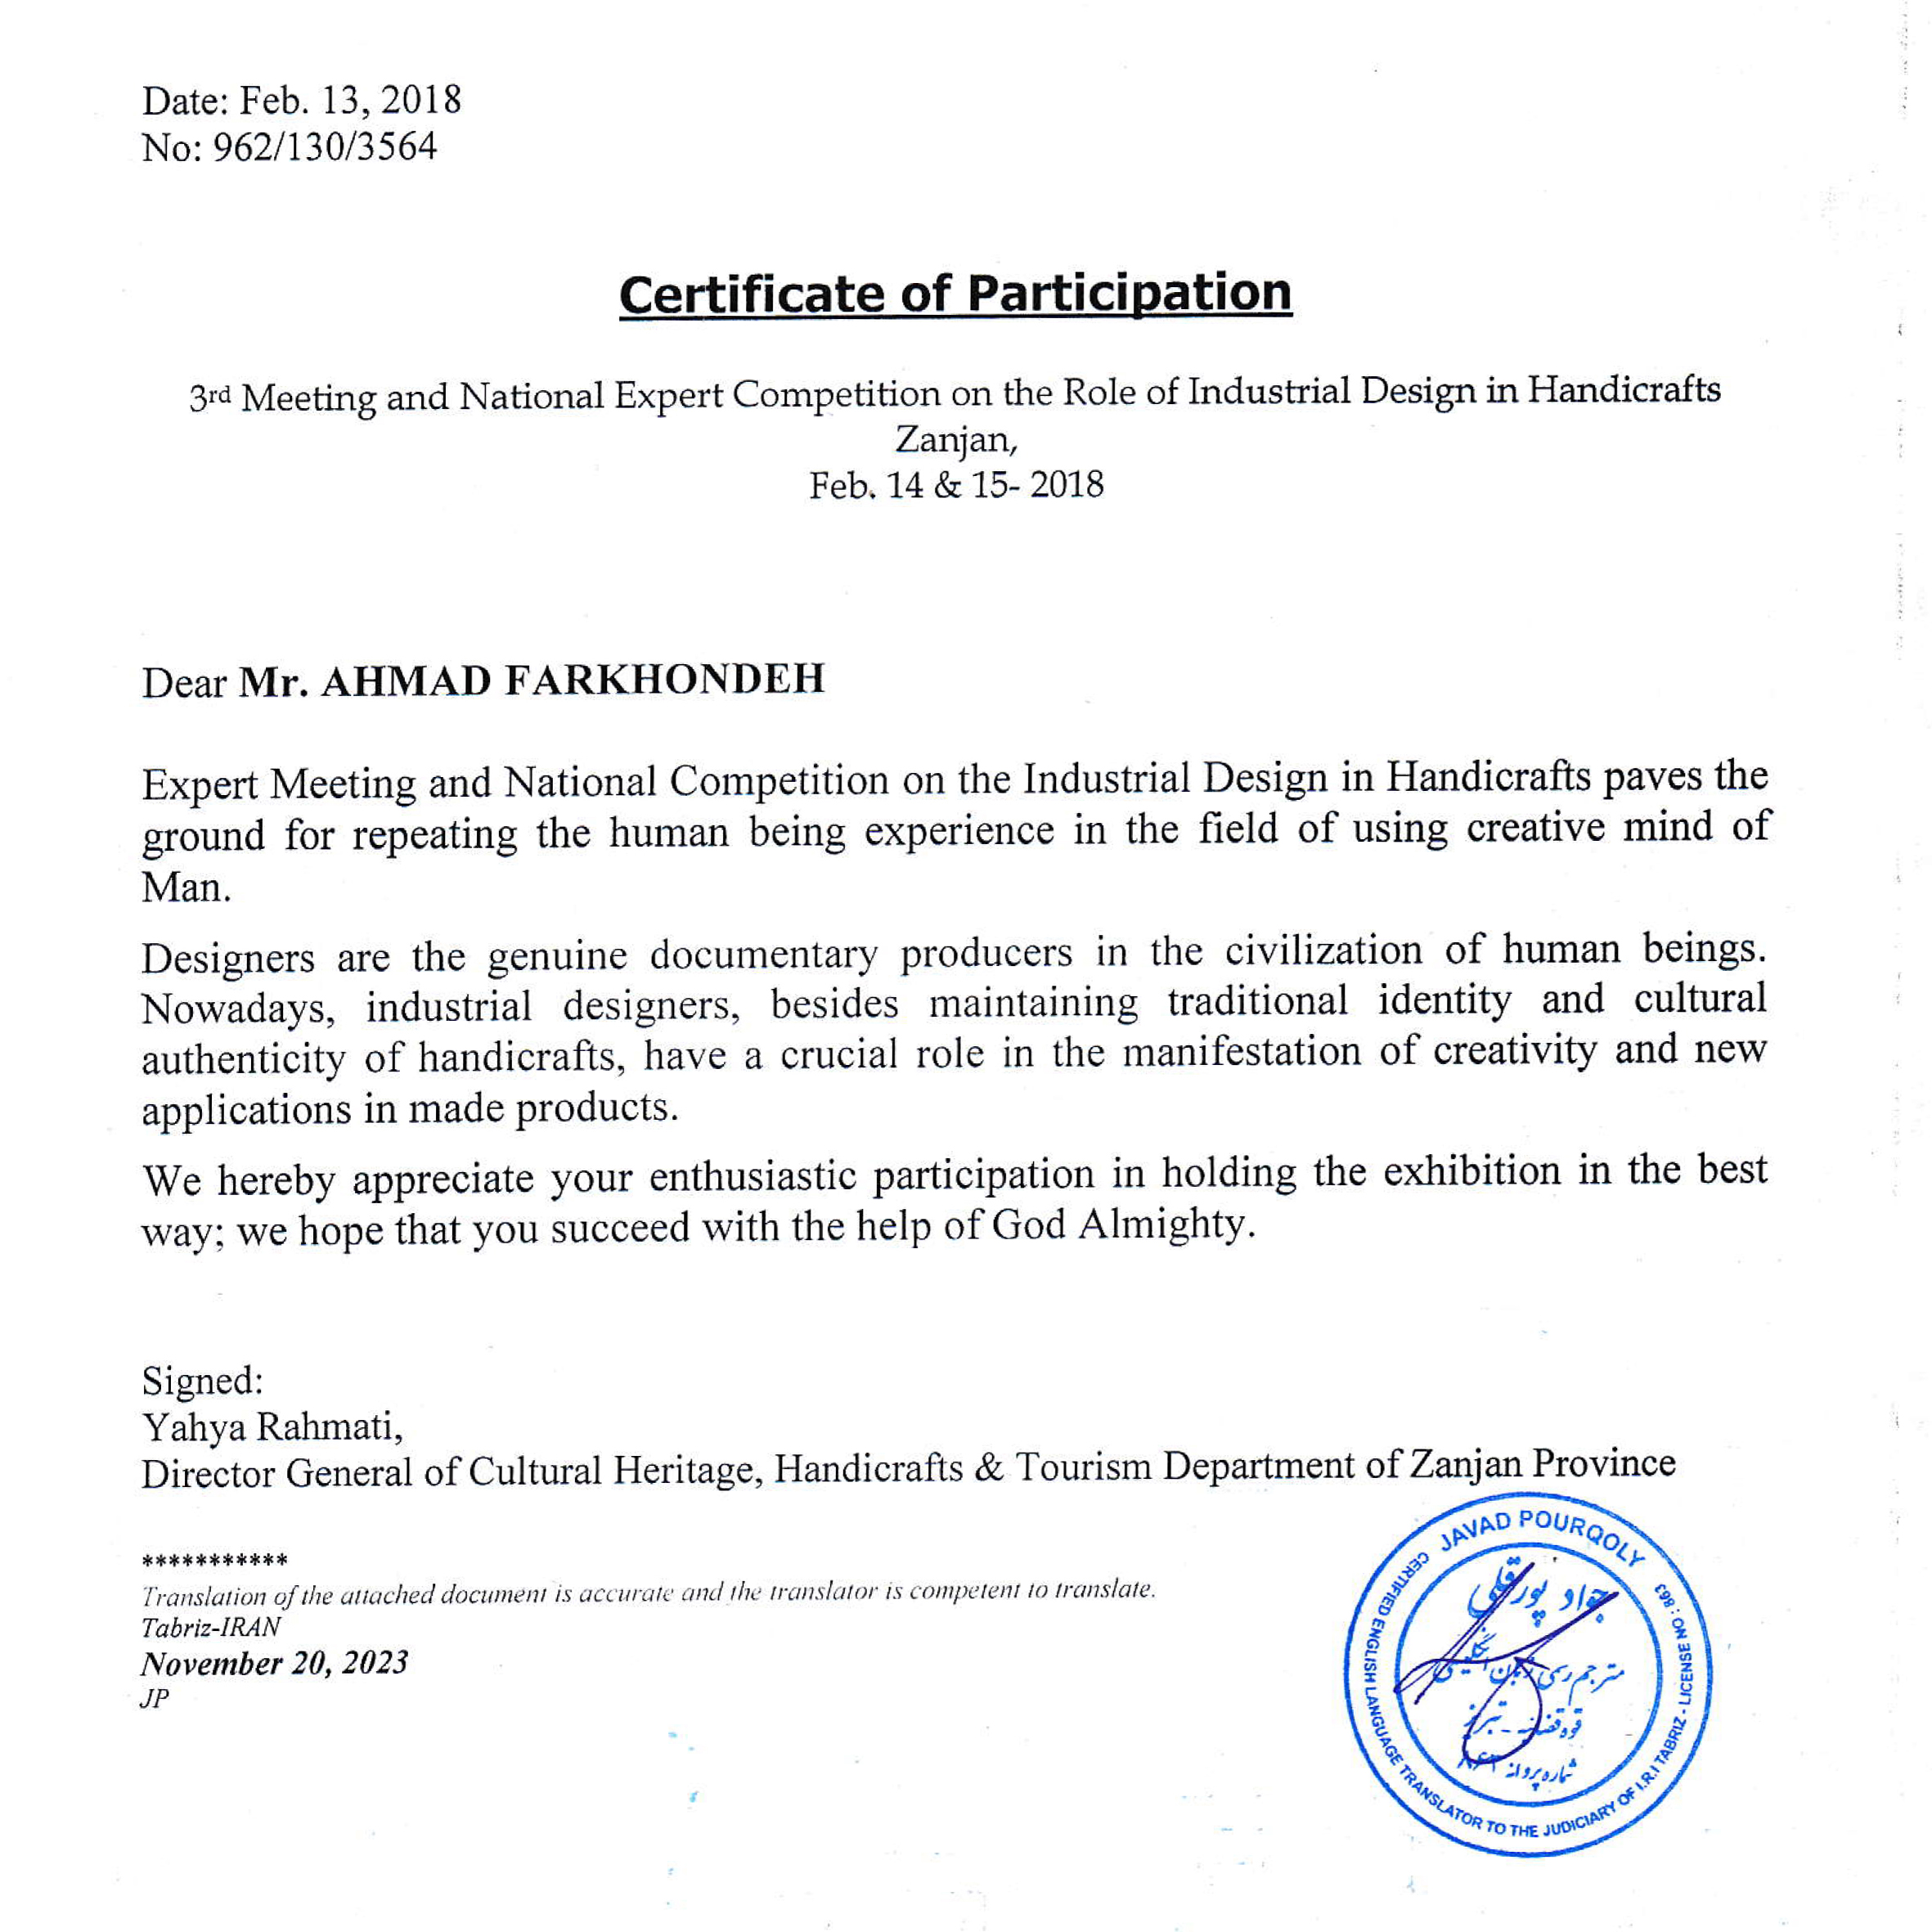 Date: Feb. 13, 2018
No: 962/130/3564
Certificate of Participation
3rd Meeting and National Expert Competition on the Role of Industrial Design in Handicrafts
Zanjan,
Feb. 14 & 15- 2018
Dear Mr. AHMAD FARKHONDEH
Expert Meeting and National Competition on the Industrial Design in Handicrafts paves the
ground for repeating the human being experience in the field of using creative mind of
Man.
Designers are the genuine documentary producers in the civilization of human beings.
Nowadays, industrial designers, besides maintaining traditional identity and cultural
authenticity of handicrafts, have a crucial role in the manifestation of creativity and new
applications in made products.
We hereby appreciate your enthusiastic participation in holding the exhibition in the best
way; we hope that you succeed with the help of God Almighty.
Signed:
Yahya Rahmati,
Director General of Cultural Heritage, Handicrafts & Tourism Department of Zanjan Province
***********
Translation of the attached document is accurate and the translator is competent to translate.
Tabriz-IRAN
November 20, 2023
JP
JAVAD POURQOLY
CERTIFIED ENGLISH LANGUAGE TRANSLATOR TO THE JUDICIARY OF I.R.I TABRIZ - LICENSE NO : 863
جواد پورقلی
مترجم رسمی زبان انگلیسی
قوه قضائیه - تبریز
شماره پروانه ۸۶۳